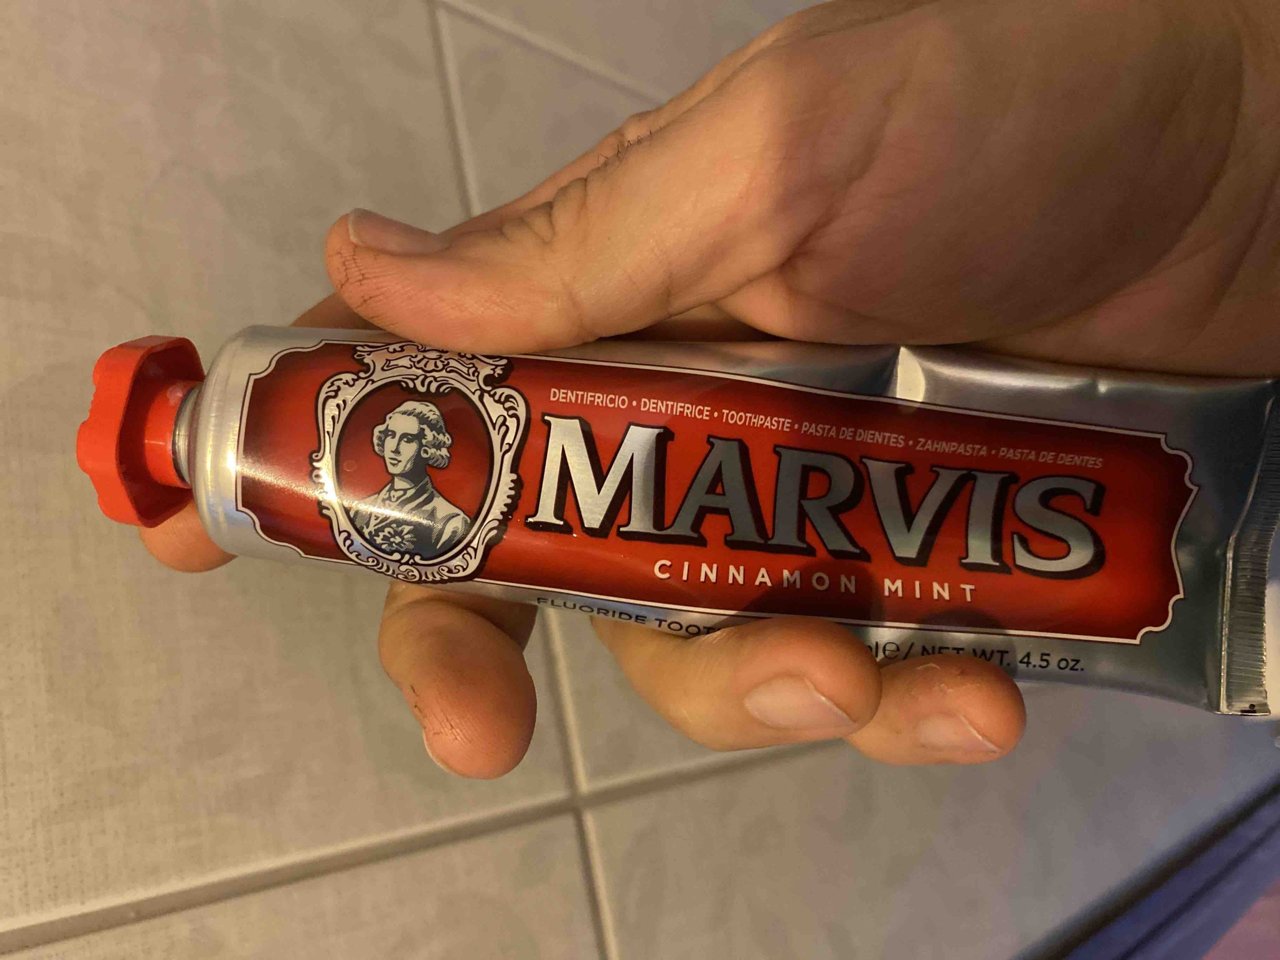 DENTIFRICIO • DENTIFRICE • TOOTHPASTE • PASTA DE DIENTES • ZAHNPASTA • PASTA DE DENTES
MARVIS
CINNAMON MINT
FLUORIDE / NET WT. 4.5 oz.